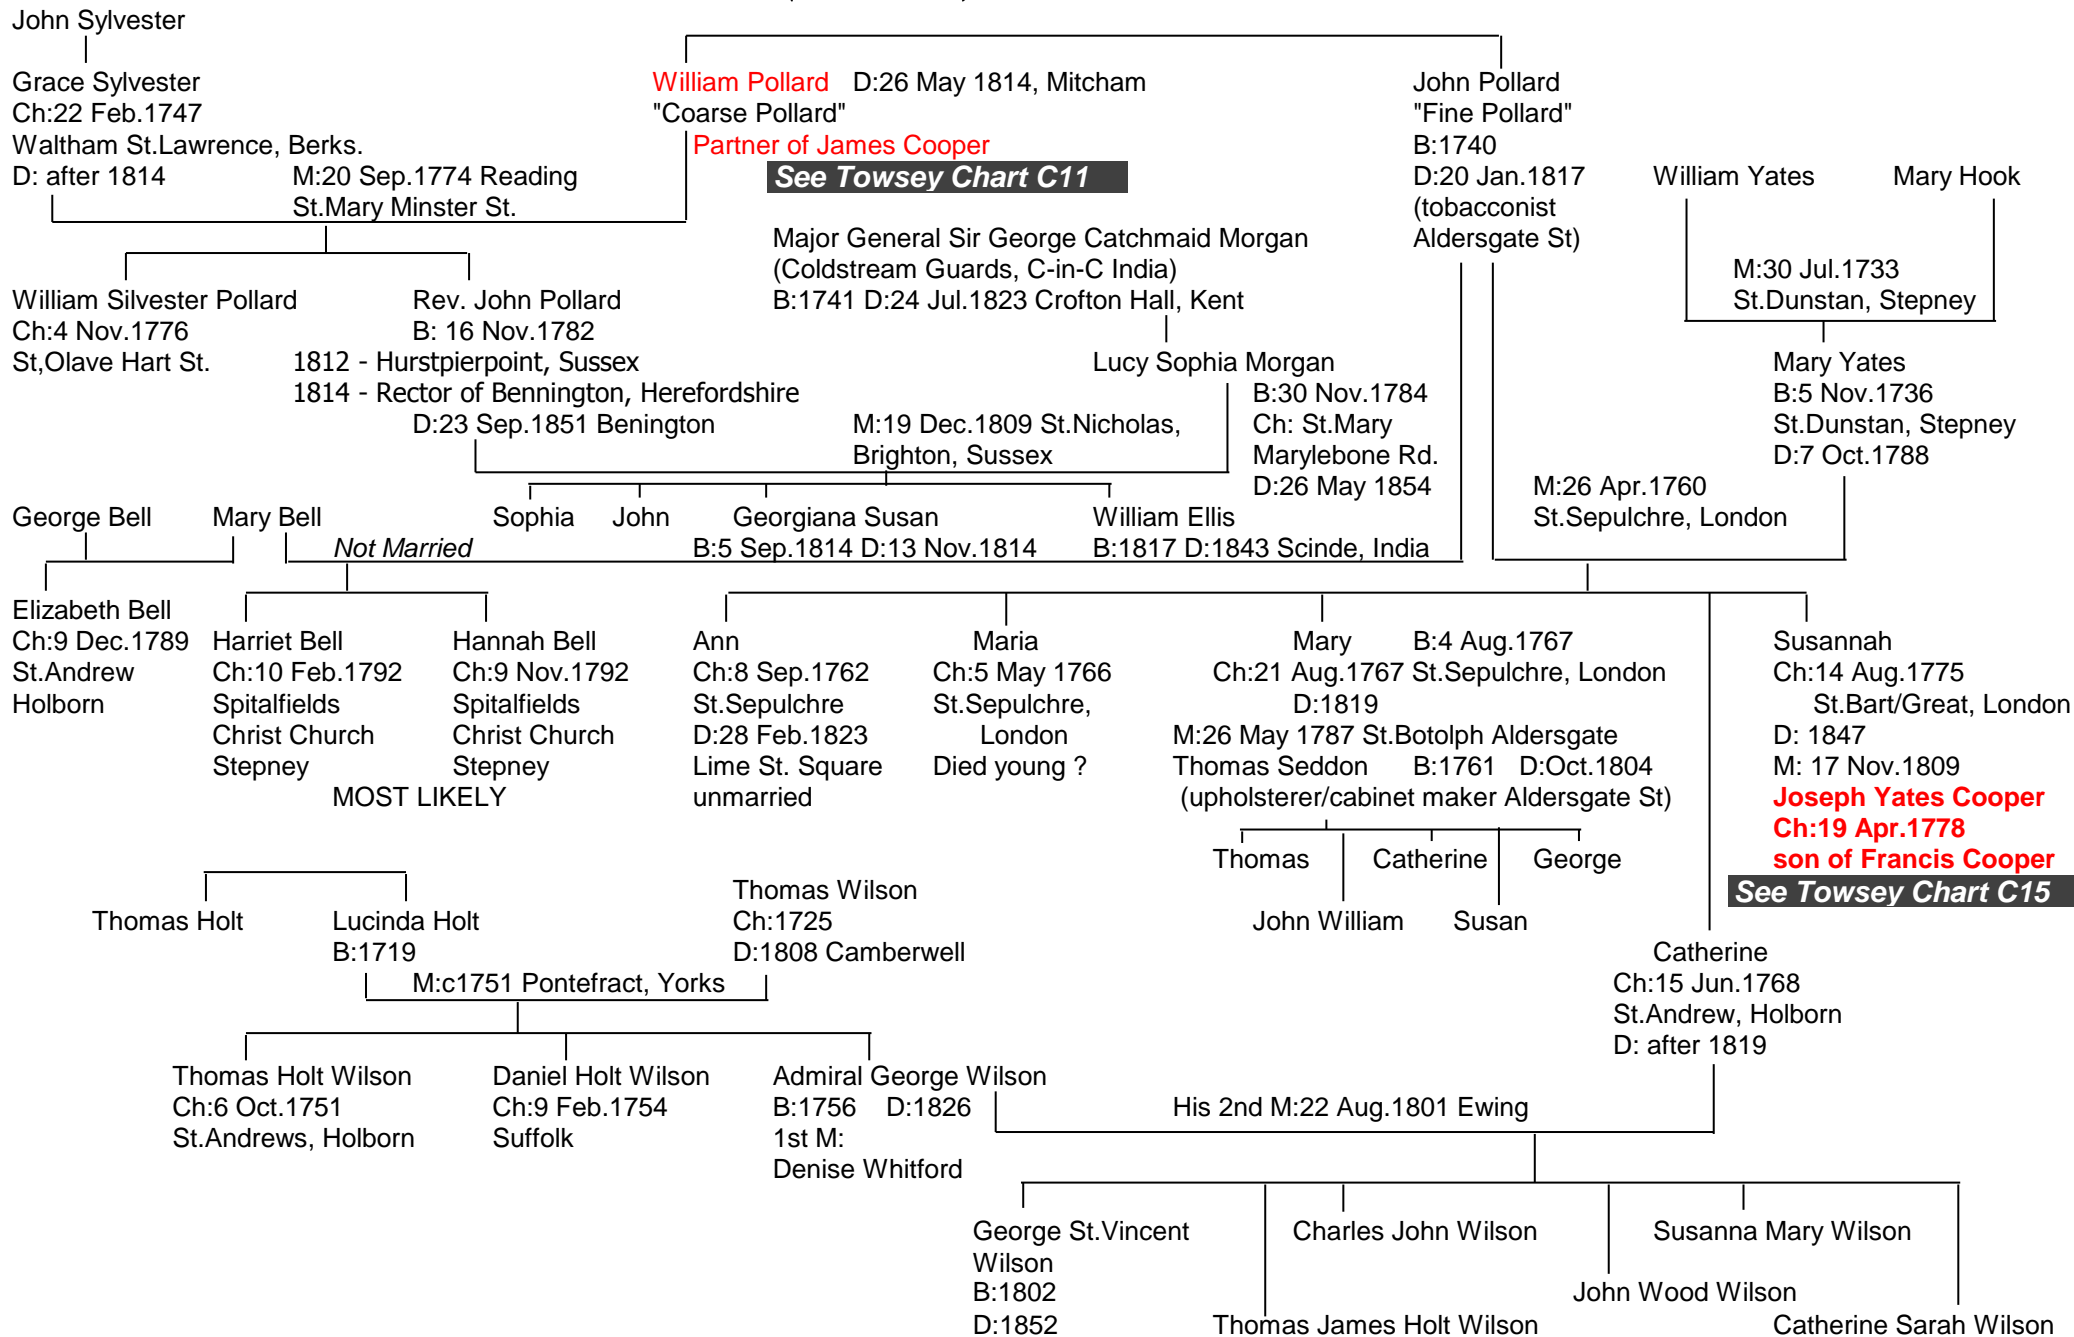 John Sylvester
Grace Sylvester
Ch:22 Feb.1747
Waltham St.Lawrence, Berks.
D: after 1814
M:20 Sep.1774 Reading
St.Mary Minster St.
William Pollard D:26 May 1814, Mitcham
"Coarse Pollard"
Partner of James Cooper
See Towsey Chart C11
John Pollard
"Fine Pollard"
B:1740
D:20 Jan.1817
(tobacconist
Aldersgate St)
William Yates
Mary Hook
M:30 Jul.1733
St.Dunstan, Stepney
William Silvester Pollard
Ch:4 Nov.1776
St,Olave Hart St.
Rev. John Pollard
B: 16 Nov.1782
1812 - Hurstpierpoint, Sussex
1814 - Rector of Bennington, Herefordshire
D:23 Sep.1851 Benington
Major General Sir George Catchmaid Morgan
(Coldstream Guards, C-in-C India)
B:1741 D:24 Jul.1823 Crofton Hall, Kent
Lucy Sophia Morgan
B:30 Nov.1784
Ch: St.Mary
Marylebone Rd.
D:26 May 1854
M:19 Dec.1809 St.Nicholas,
Brighton, Sussex
Mary Yates
B:5 Nov.1736
St.Dunstan, Stepney
D:7 Oct.1788
M:26 Apr.1760
St.Sepulchre, London
George Bell
Mary Bell
Not Married
Sophia
John
Georgiana Susan
B:5 Sep.1814 D:13 Nov.1814
William Ellis
B:1817 D:1843 Scinde, India
Elizabeth Bell
Ch:9 Dec.1789
St.Andrew
Holborn
Harriet Bell
Ch:10 Feb.1792
Spitalfields
Christ Church
Stepney
Hannah Bell
Ch:9 Nov.1792
Spitalfields
Christ Church
Stepney
MOST LIKELY
Ann
Ch:8 Sep.1762
St.Sepulchre
D:28 Feb.1823
Lime St. Square
unmarried
Maria
Ch:5 May 1766
St.Sepulchre,
London
Died young ?
Mary B:4 Aug.1767
Ch:21 Aug.1767 St.Sepulchre, London
D:1819
M:26 May 1787 St.Botolph Aldersgate
Thomas Seddon B:1761 D:Oct.1804
(upholsterer/cabinet maker Aldersgate St)
Thomas
Catherine
George
John William
Susan
Susannah
Ch:14 Aug.1775
St.Bart/Great, London
D: 1847
M: 17 Nov.1809
Joseph Yates Cooper
Ch:19 Apr.1778
son of Francis Cooper
See Towsey Chart C15
Thomas Holt
Lucinda Holt
B:1719
Thomas Wilson
Ch:1725
D:1808 Camberwell
M:c1751 Pontefract, Yorks
Catherine
Ch:15 Jun.1768
St.Andrew, Holborn
D: after 1819
Thomas Holt Wilson
Ch:6 Oct.1751
St.Andrews, Holborn
Daniel Holt Wilson
Ch:9 Feb.1754
Suffolk
Admiral George Wilson
B:1756 D:1826
1st M:
Denise Whitford
His 2nd M:22 Aug.1801 Ewing
George St.Vincent
Wilson
B:1802
D:1852
Charles John Wilson
Susanna Mary Wilson
John Wood Wilson
Thomas James Holt Wilson
Catherine Sarah Wilson